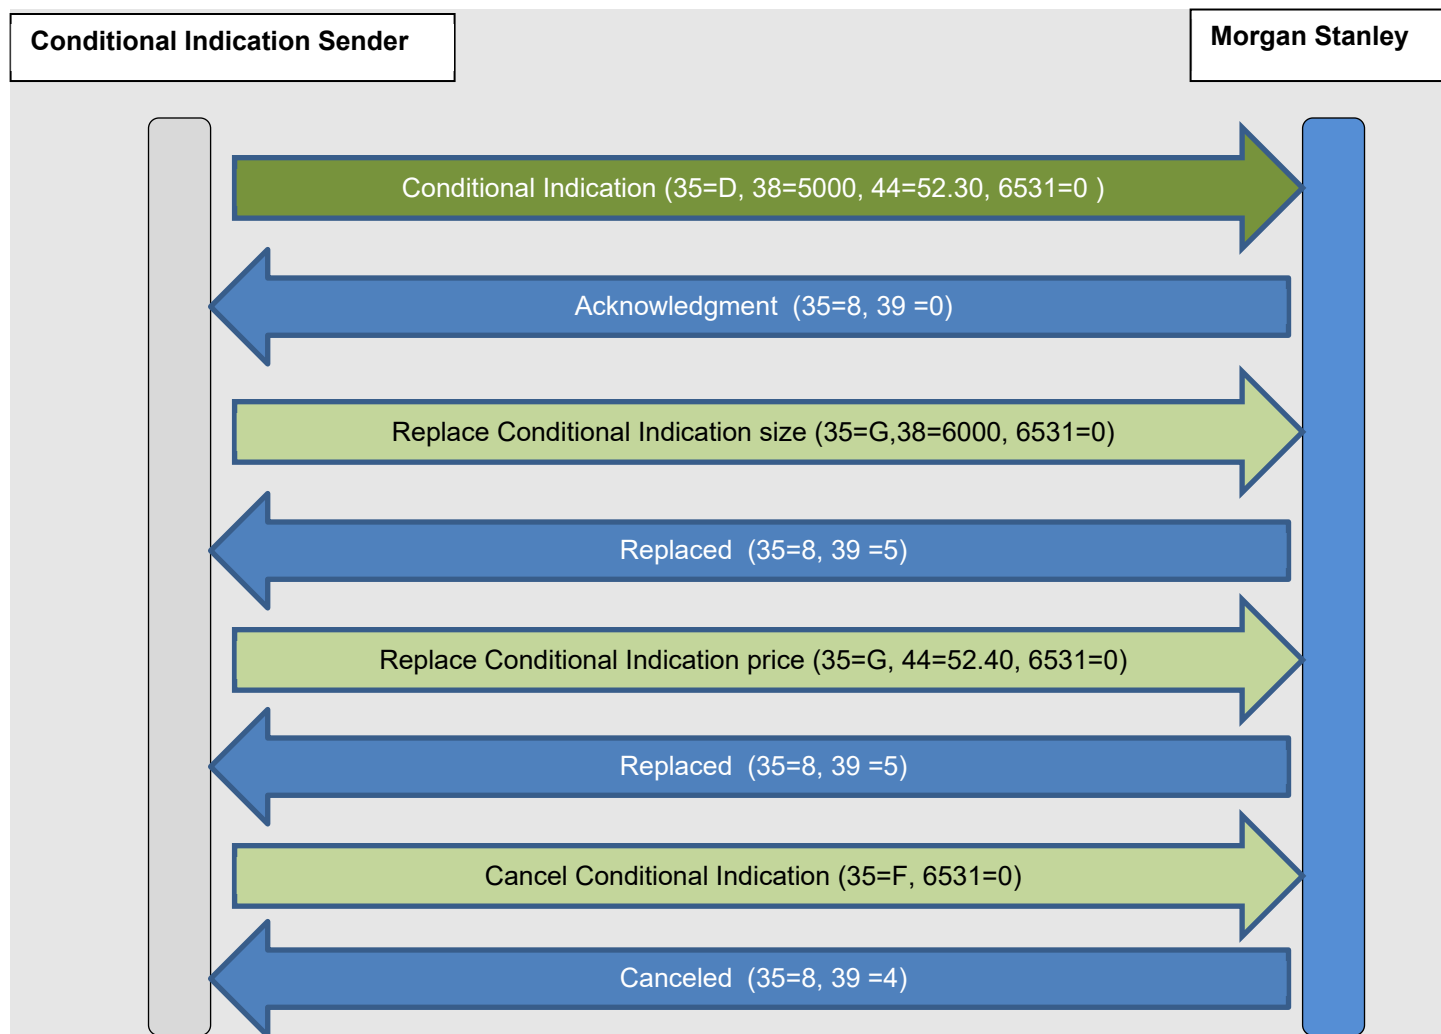 Conditional Indication Sender
Morgan Stanley
Conditional Indication (35=D, 38=5000, 44=52.30, 6531=0 )
Acknowledgment  (35=8, 39 =0)
Replace Conditional Indication size (35=G,38=6000, 6531=0)
Replaced  (35=8, 39 =5)
Replace Conditional Indication price (35=G, 44=52.40, 6531=0)
Replaced  (35=8, 39 =5)
Cancel Conditional Indication (35=F, 6531=0)
Canceled  (35=8, 39 =4)